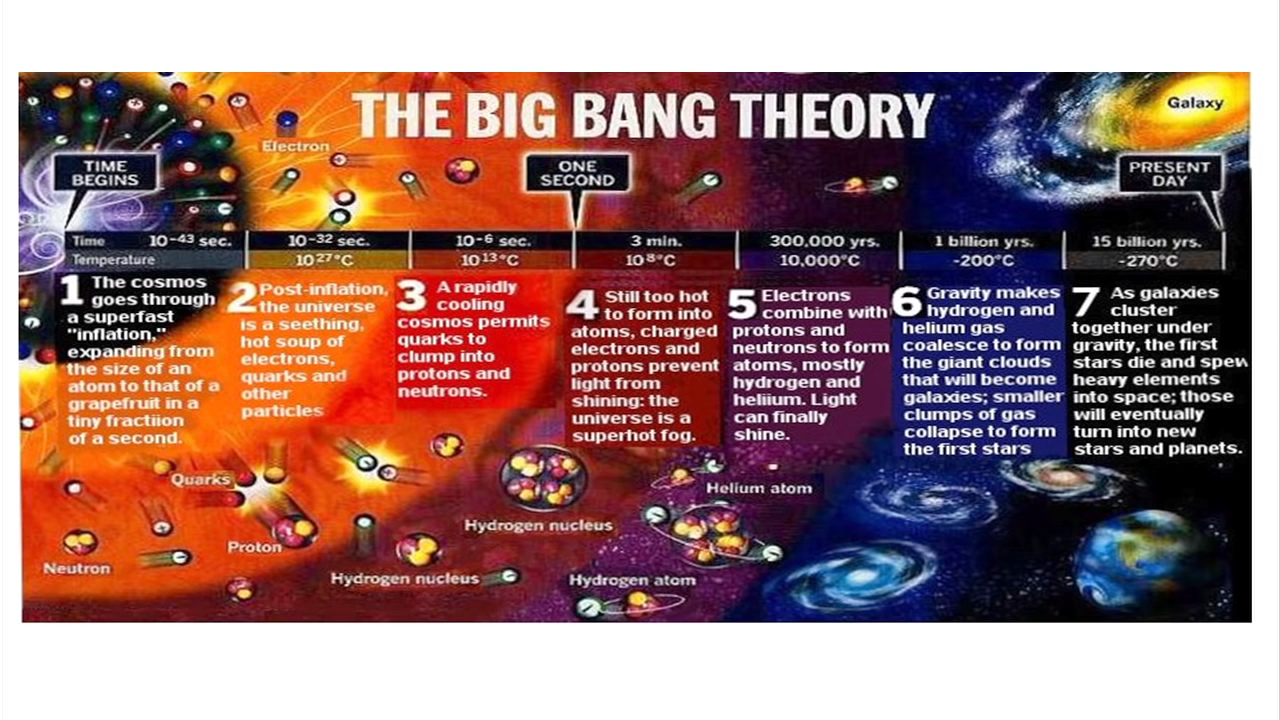 THE BIG BANG THEORY
Galaxy
Electron
TIME
BEGINS
ONE
SECOND
PRESENT
DAY
Time 10-43 sec. 10-32 sec. 10-6 sec. 3 min. 300,000 yrs. 1 billion yrs. 15 billion yrs.
Temperature 1027°C 1013°C 108°C 10,000°C -200°C -270°C
1 The cosmos
goes through
a superfast
"inflation,"
expanding from
the size of an
atom to that of a
grapefruit in a
tiny fractiion
of a second.
2 Post-inflation,
the universe
is a seething,
hot soup of
electrons,
quarks and
other
particles
3 A rapidly
cooling
cosmos permits
quarks to
clump into
protons and
neutrons.
4 Still too hot
to form into
atoms, charged
electrons and
protons prevent
light from
shining: the
universe is a
superhot fog.
5 Electrons
combine with
protons and
neutrons to form
atoms, mostly
hydrogen and
heliium. Light
can finally
shine.
6 Gravity makes
hydrogen and
helium gas
coalesce to form
the giant clouds
that will become
galaxies; smaller
clumps of gas
collapse to form
the first stars
7 As galaxies
cluster
together under
gravity, the first
stars die and spew
heavy elements
into space; those
will eventually
turn into new
stars and planets.
Quarks
Helium atom
Hydrogen nucleus
Proton
Neutron
Hydrogen nucleus
Hydrogen atom